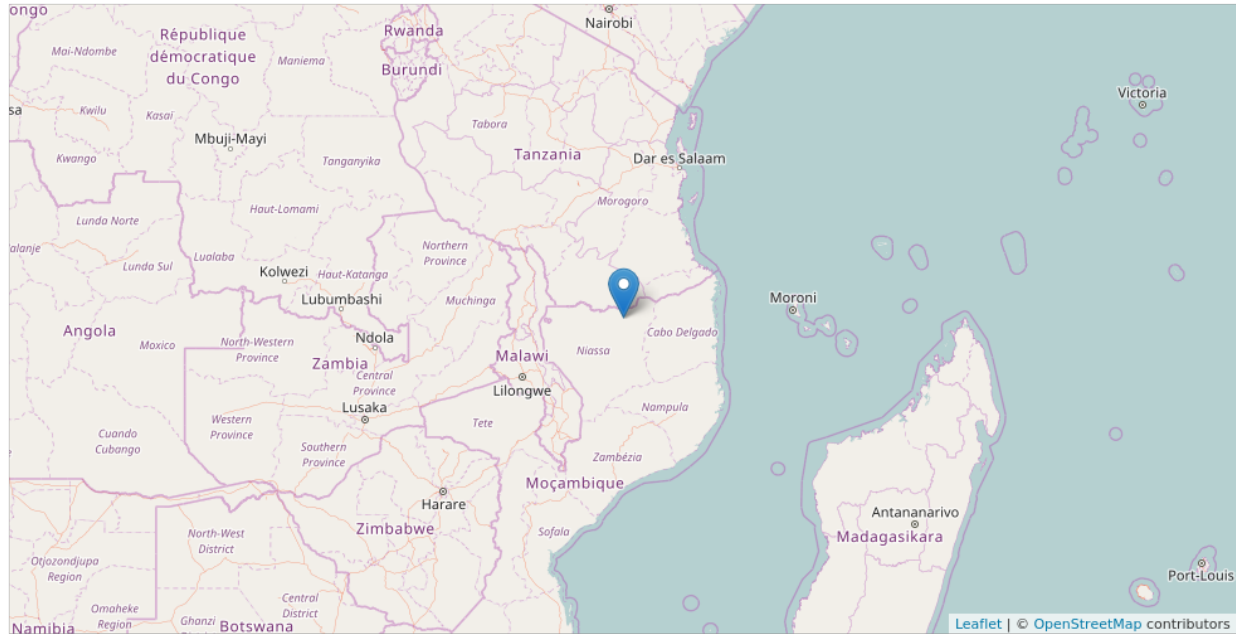 ongo
Nairobi
Rwanda
République
démocratique
du Congo
Mai-Ndombe
Maniema
Burundi
Victoria
sa
Kwilu
Kasaï
Tabora
Mbuji-Mayi
Tanzania
Dar es Salaam
Kwango
Tanganyika
Morogoro
Haut-Lomami
Lunda Norte
alanje
Lualaba
Northern
Province
Lunda Sul
Kolwezi
Haut-Katanga
Lubumbashi
Muchinga
Moroni
Angola
Moxico
North-Western
Province
Ndola
Cabo Delgado
Niassa
Malawi
Zambia
Central
Province
Lilongwe
Lusaka
Western
Province
Nampula
Tete
Cuando
Cubango
Southern
Province
Zambézia
Moçambique
Harare
Antananarivo
Zimbabwe
Sofala
Madagasikara
North-West
District
Otjozondjupa
Region
Port-Louis
Central
District
Omaheke
Region
Ghanzi
Namibia
Botswana
Leaflet | © OpenStreetMap contributors